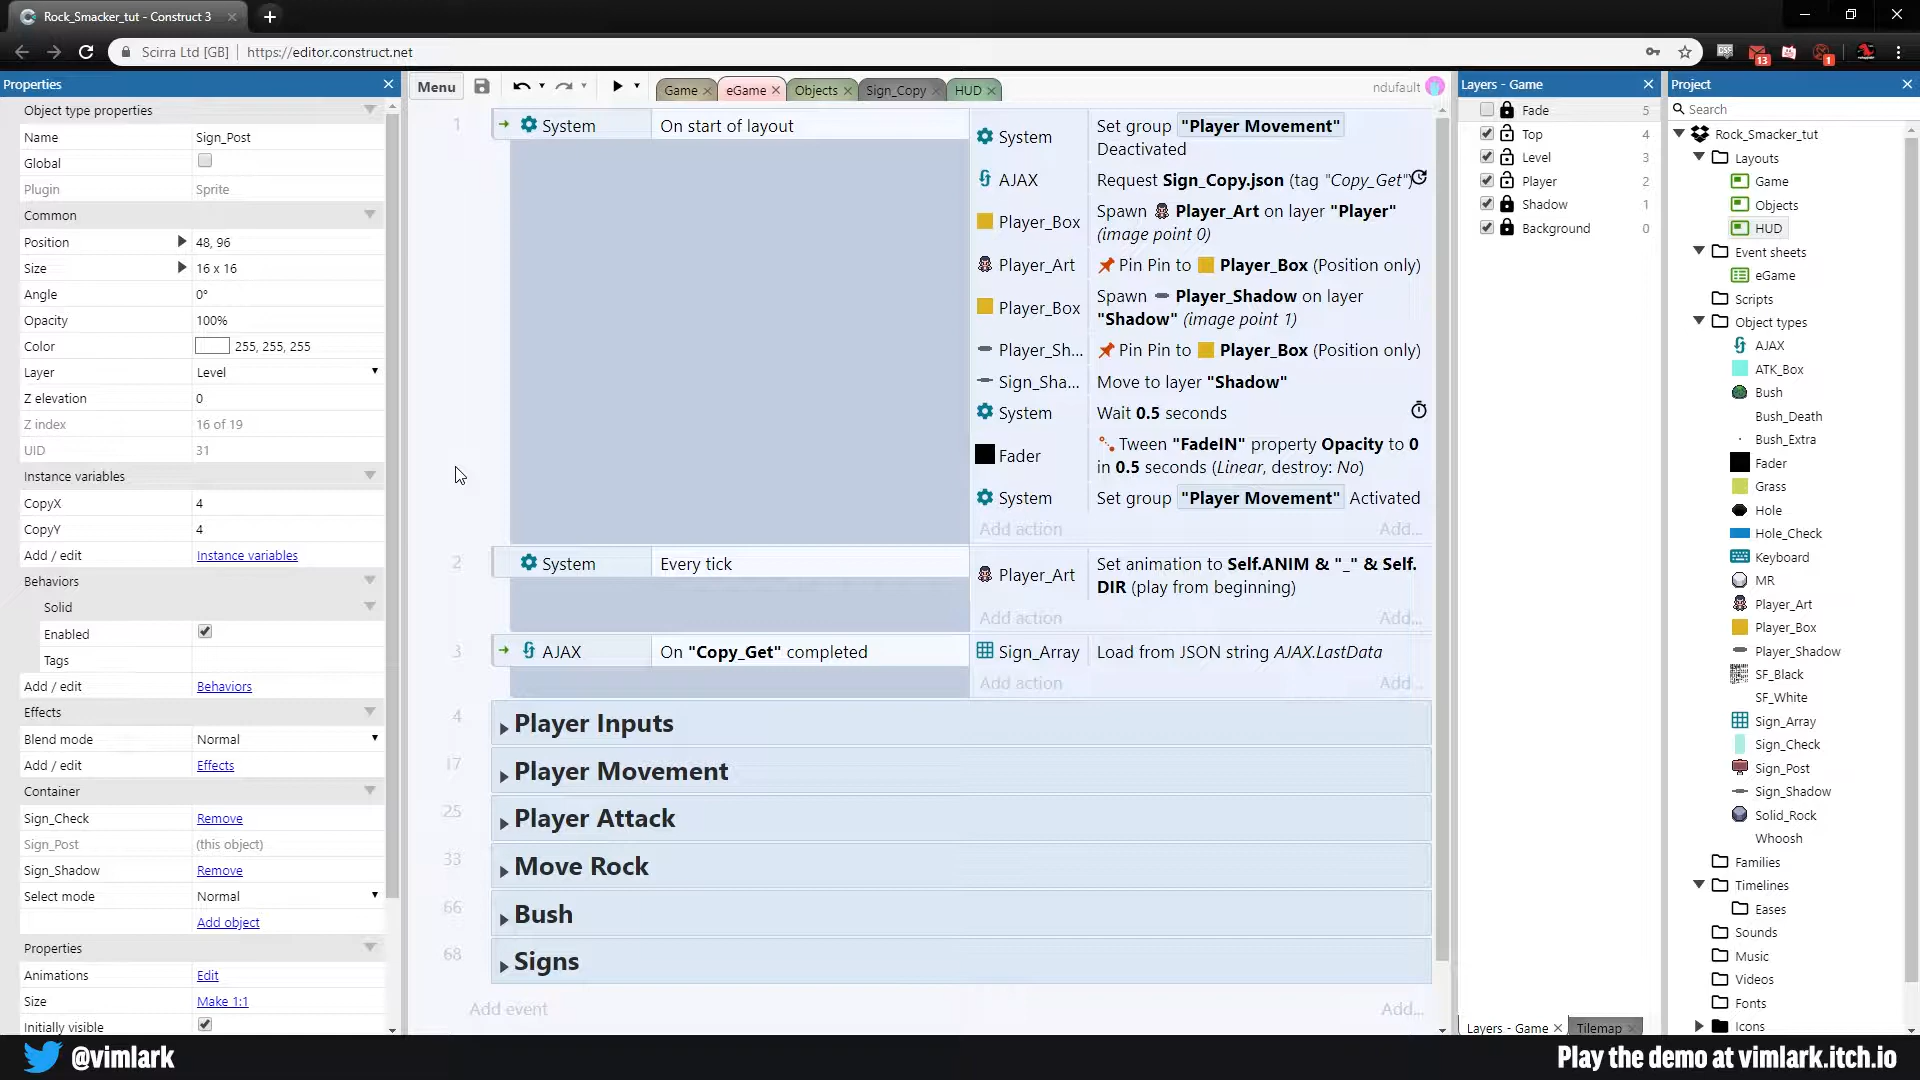 Rock_Smacker_tut - Construct 3
Scirra Ltd [GB] https://editor.construct.net
13
1
Properties
Object type properties
Name Sign_Post
Global
Plugin Sprite
Common
Position 48, 96
Size 16 x 16
Angle 0°
Opacity 100%
Color 255, 255, 255
Layer Level
Z elevation 0
Z index 16 of 19
UID 31
Instance variables
CopyX 4
CopyY 4
Add / edit Instance variables
Behaviors
Solid
Enabled
Tags
Add / edit Behaviors
Effects
Blend mode Normal
Add / edit Effects
Container
Sign_Check Remove
Sign_Post (this object)
Sign_Shadow Remove
Select mode Normal
Add object
Properties
Animations Edit
Size Make 1:1
Initially visible
Menu
Game
eGame
Objects
Sign_Copy
HUD
ndufault
1 System On start of layout
System Set group "Player Movement"
Deactivated
AJAX Request Sign_Copy.json (tag "Copy_Get")
Player_Box Spawn Player_Art on layer "Player"
(image point 0)
Player_Art Pin Pin to Player_Box (Position only)
Player_Box Spawn Player_Shadow on layer
"Shadow" (image point 1)
Player_Sh... Pin Pin to Player_Box (Position only)
Sign_Sha... Move to layer "Shadow"
System Wait 0.5 seconds
Fader Tween "FadeIN" property Opacity to 0
in 0.5 seconds (Linear, destroy: No)
System Set group "Player Movement" Activated
Add action Add...
2 System Every tick
Player_Art Set animation to Self.ANIM & "_" & Self.
DIR (play from beginning)
Add action Add...
3 AJAX On "Copy_Get" completed
Sign_Array Load from JSON string AJAX.LastData
Add action Add...
4 Player Inputs
17 Player Movement
25 Player Attack
33 Move Rock
66 Bush
68 Signs
Add event Add...
Layers - Game
Fade 5
Top 4
Level 3
Player 2
Shadow 1
Background 0
Layers - Game
Tilemap
Project
Search
Rock_Smacker_tut
Layouts
Game
Objects
HUD
Event sheets
eGame
Scripts
Object types
AJAX
ATK_Box
Bush
Bush_Death
Bush_Extra
Fader
Grass
Hole
Hole_Check
Keyboard
MR
Player_Art
Player_Box
Player_Shadow
SF_Black
SF_White
Sign_Array
Sign_Check
Sign_Post
Sign_Shadow
Solid_Rock
Whoosh
Families
Timelines
Eases
Sounds
Music
Videos
Fonts
Icons
@vimlark
Play the demo at vimlark.itch.io